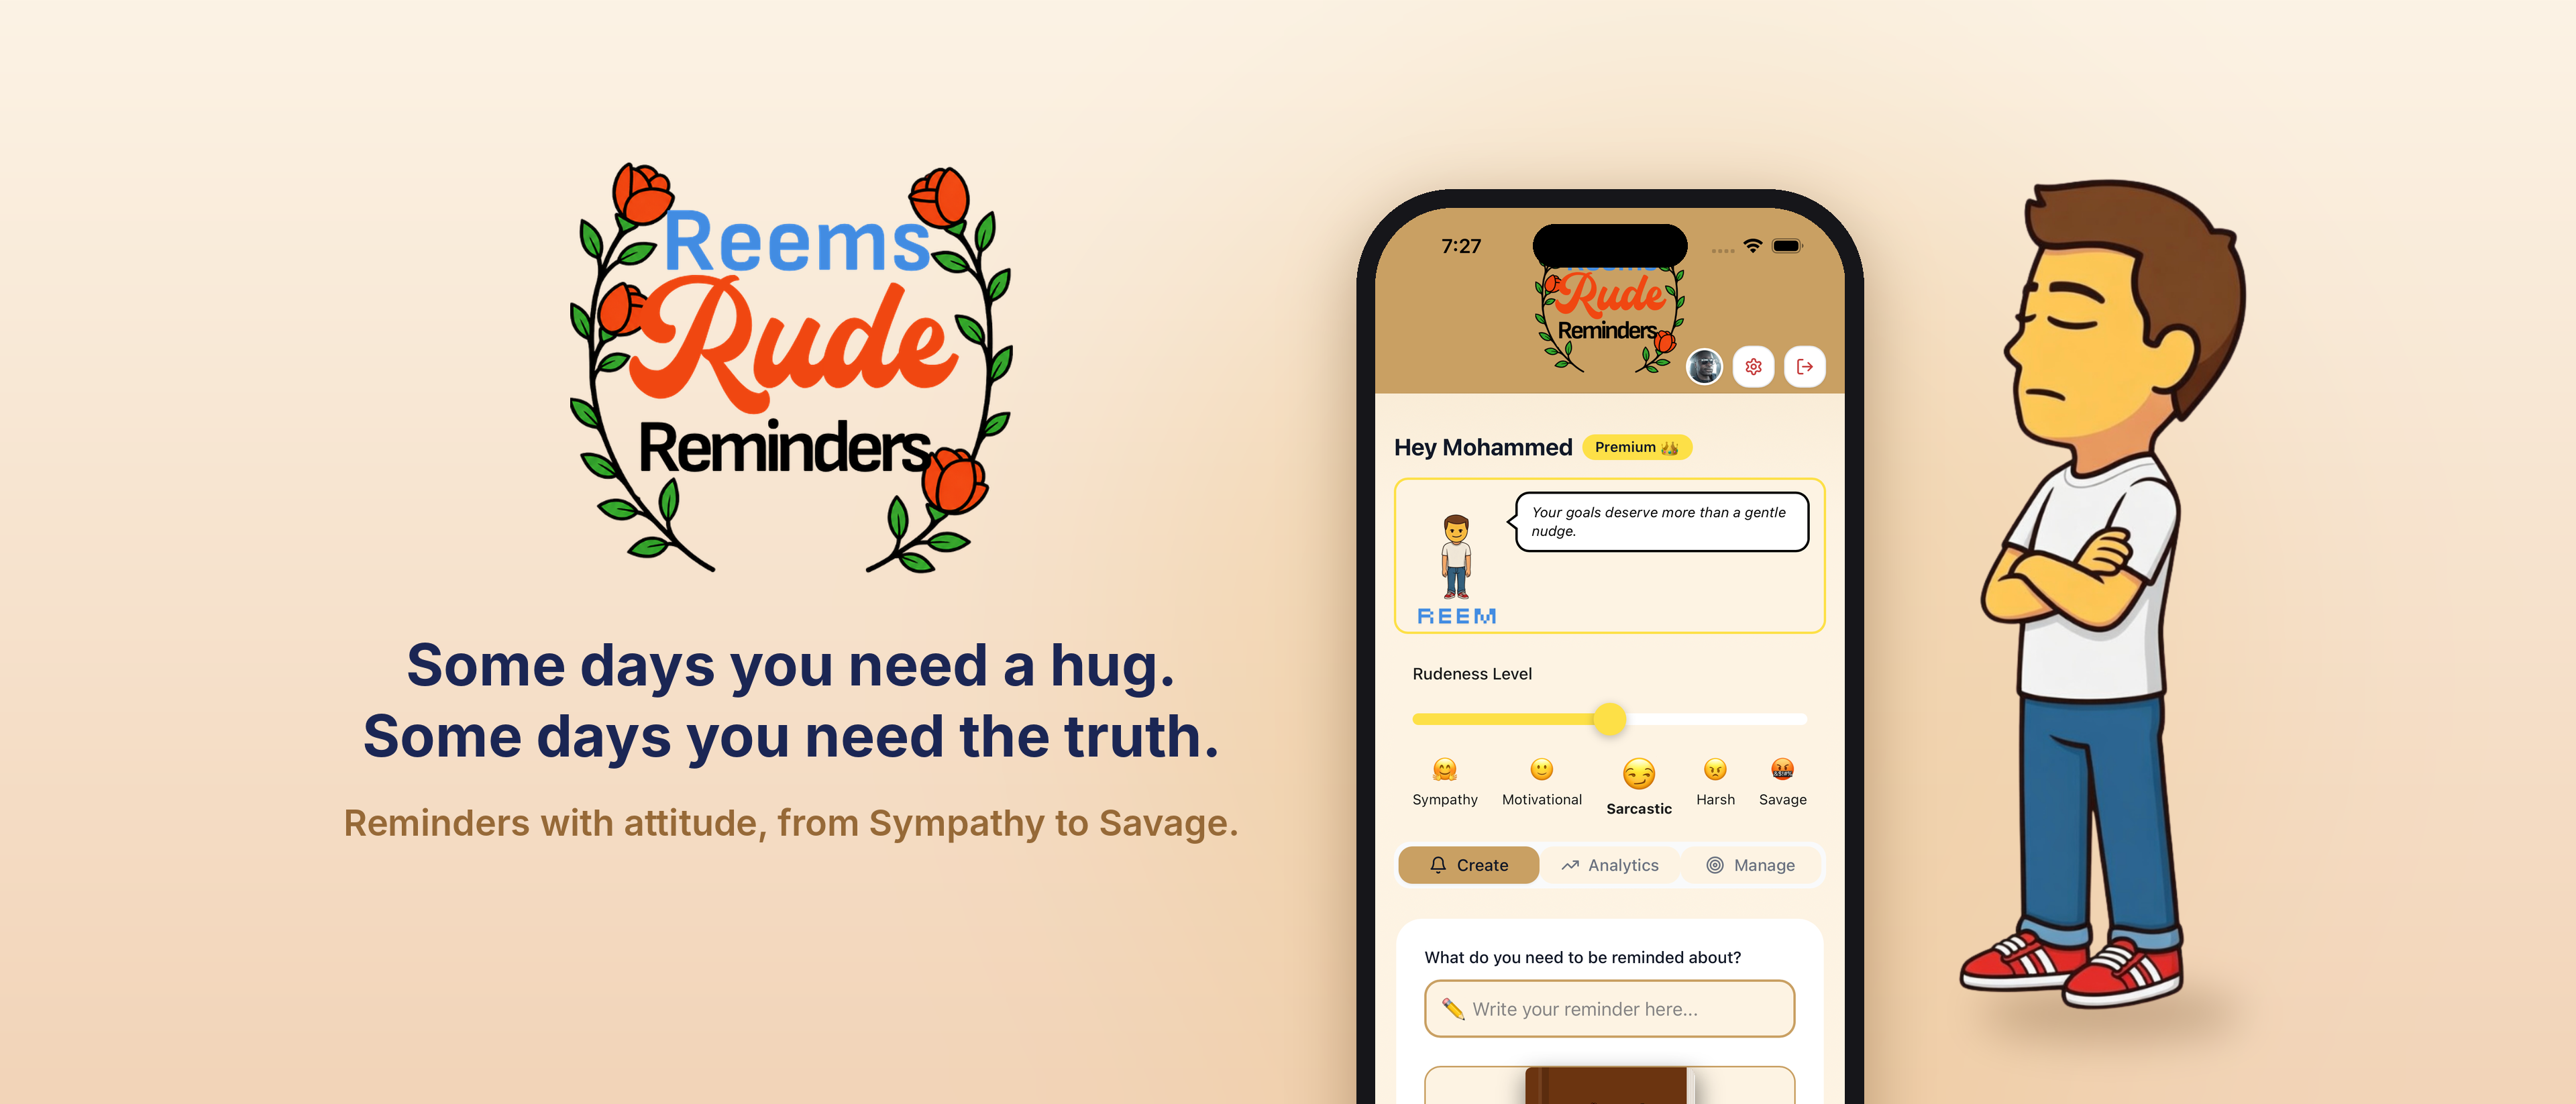 Reems
Rude
Reminders
Some days you need a hug.
Some days you need the truth.
Reminders with attitude, from Sympathy to Savage.
7:27
Rude
Reminders
Hey Mohammed
Premium
Your goals deserve more than a gentle
nudge.
REEM
Rudeness Level
Sympathy
Motivational
Sarcastic
Harsh
Savage
Create
Analytics
Manage
What do you need to be reminded about?
Write your reminder here...